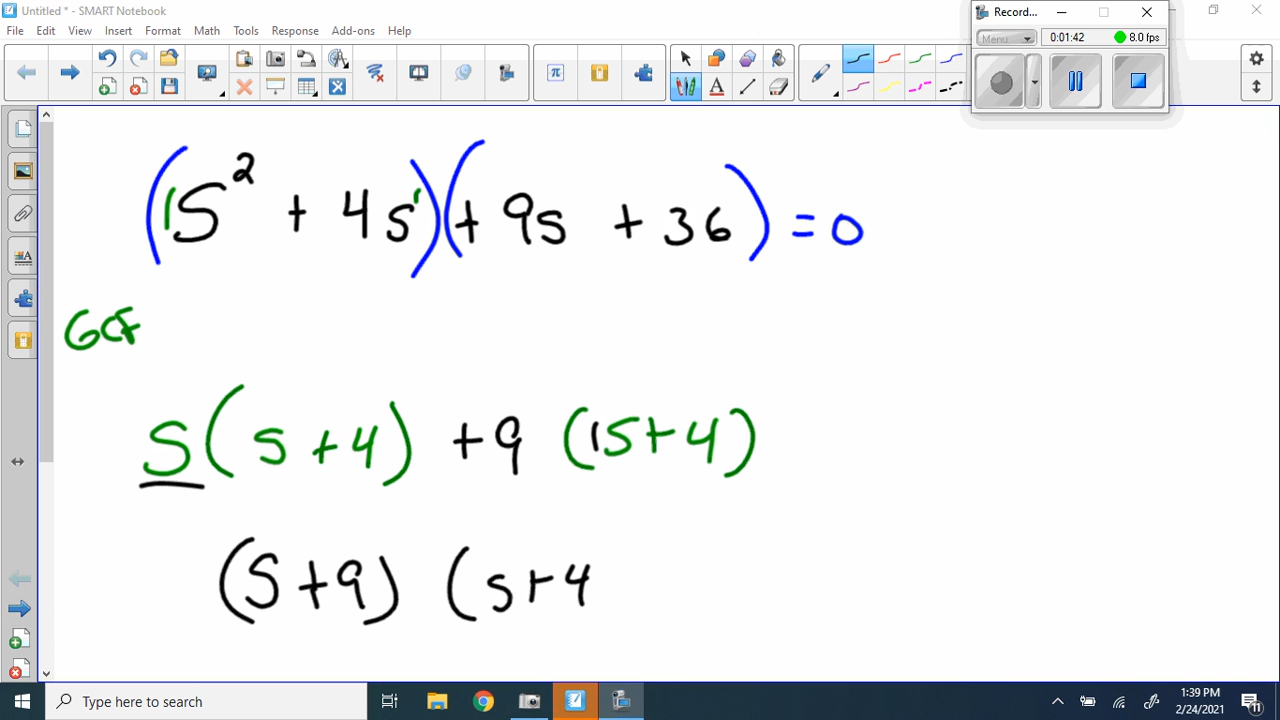 Untitled * - SMART Notebook
File Edit View Insert Format Math Tools Response Add-ons Help
Record...
Menu 0:01:42 8.0 fps
(1S² + 4s')(+ 9s + 36) = 0
GCF
S(s+4) +9 (1S+4)
(S+9) (s+4
Type here to search
1:39 PM
2/24/2021
11